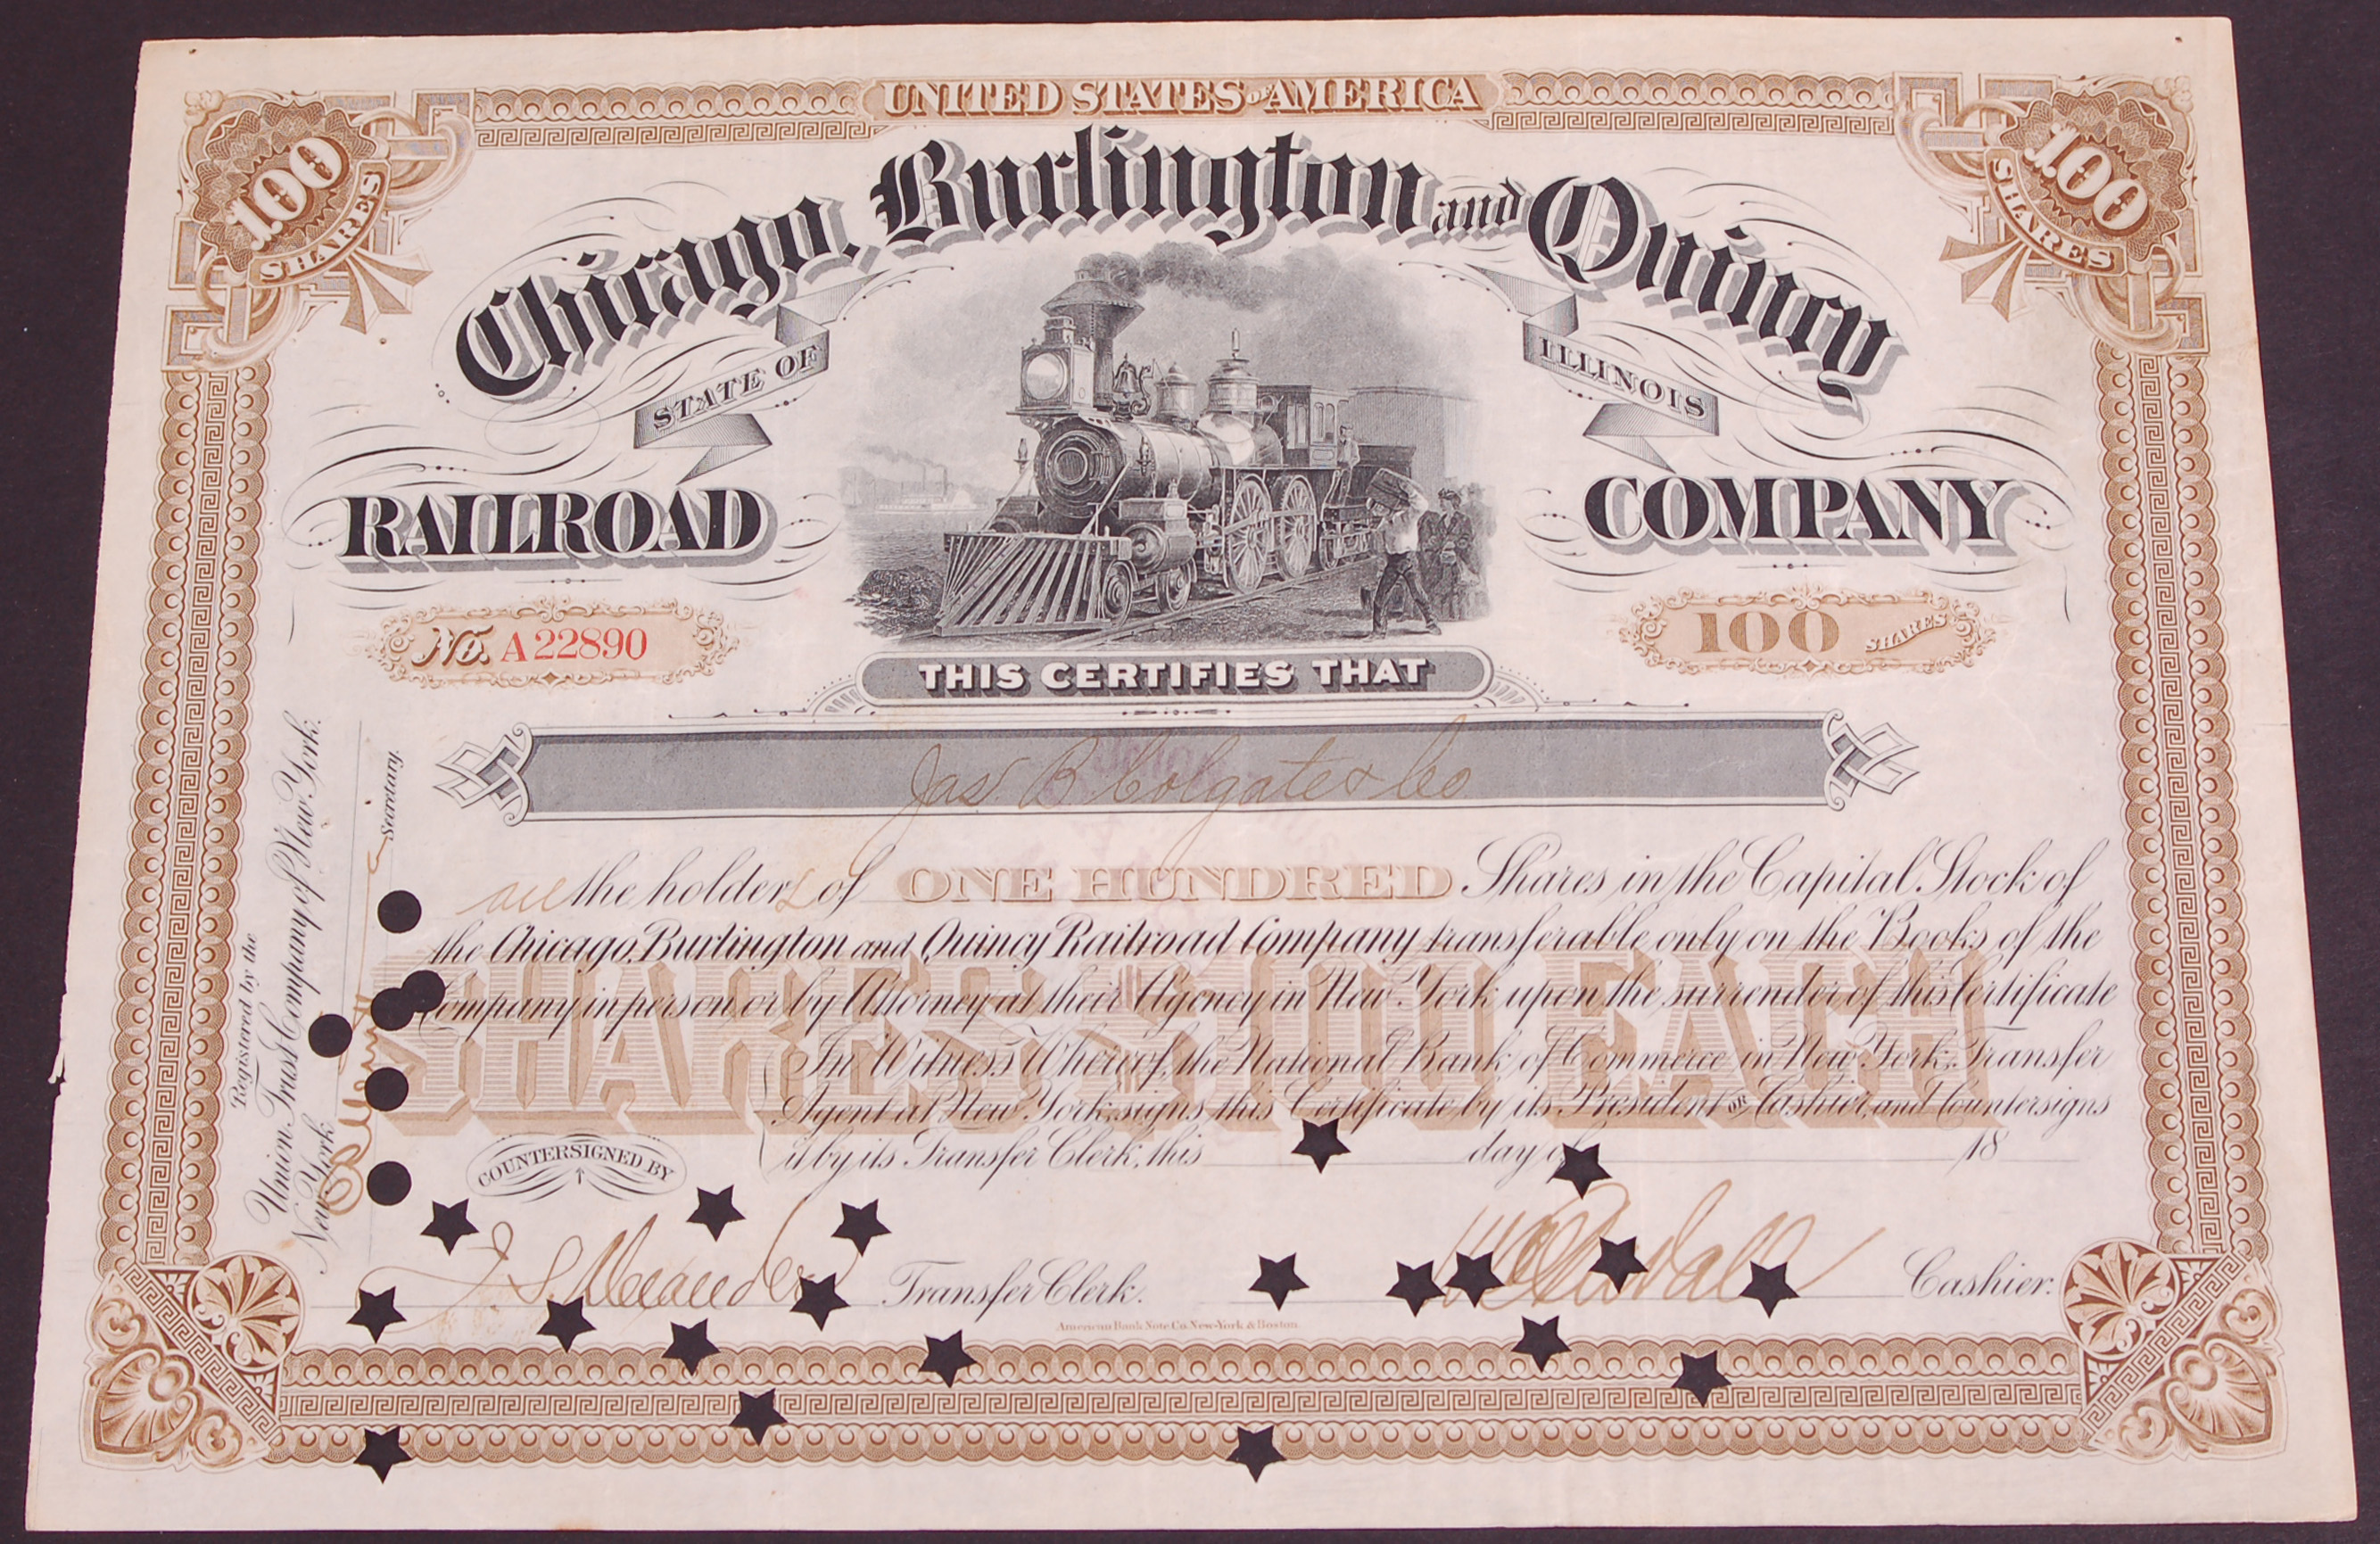 UNITED STATES OF AMERICA
100 SHARES
100 SHARES
Chicago, Burlington and Quincy
STATE OF ILLINOIS
RAILROAD COMPANY
No. A22890
100 SHARES
THIS CERTIFIES THAT
Jas. B Colgate & Co
are the holders of ONE HUNDRED Shares in the Capital Stock of
the Chicago, Burlington and Quincy Railroad Company transferable only on the Books of the
Company in person or by Attorney at their Agency in New York upon the surrender of this Certificate
SHARES $100 EACH
In Witness Whereof, the National Bank of Commerce in New York, Transfer
Agent at New York signs this Certificate by its President or Cashier, and Countersigns
it by its Transfer Clerk, this day of 18
COUNTERSIGNED BY
Transfer Clerk.
Cashier.
American Bank Note Co. New-York & Boston.
Registered by the
Union Trust Company of New York.
New York
Secretary.